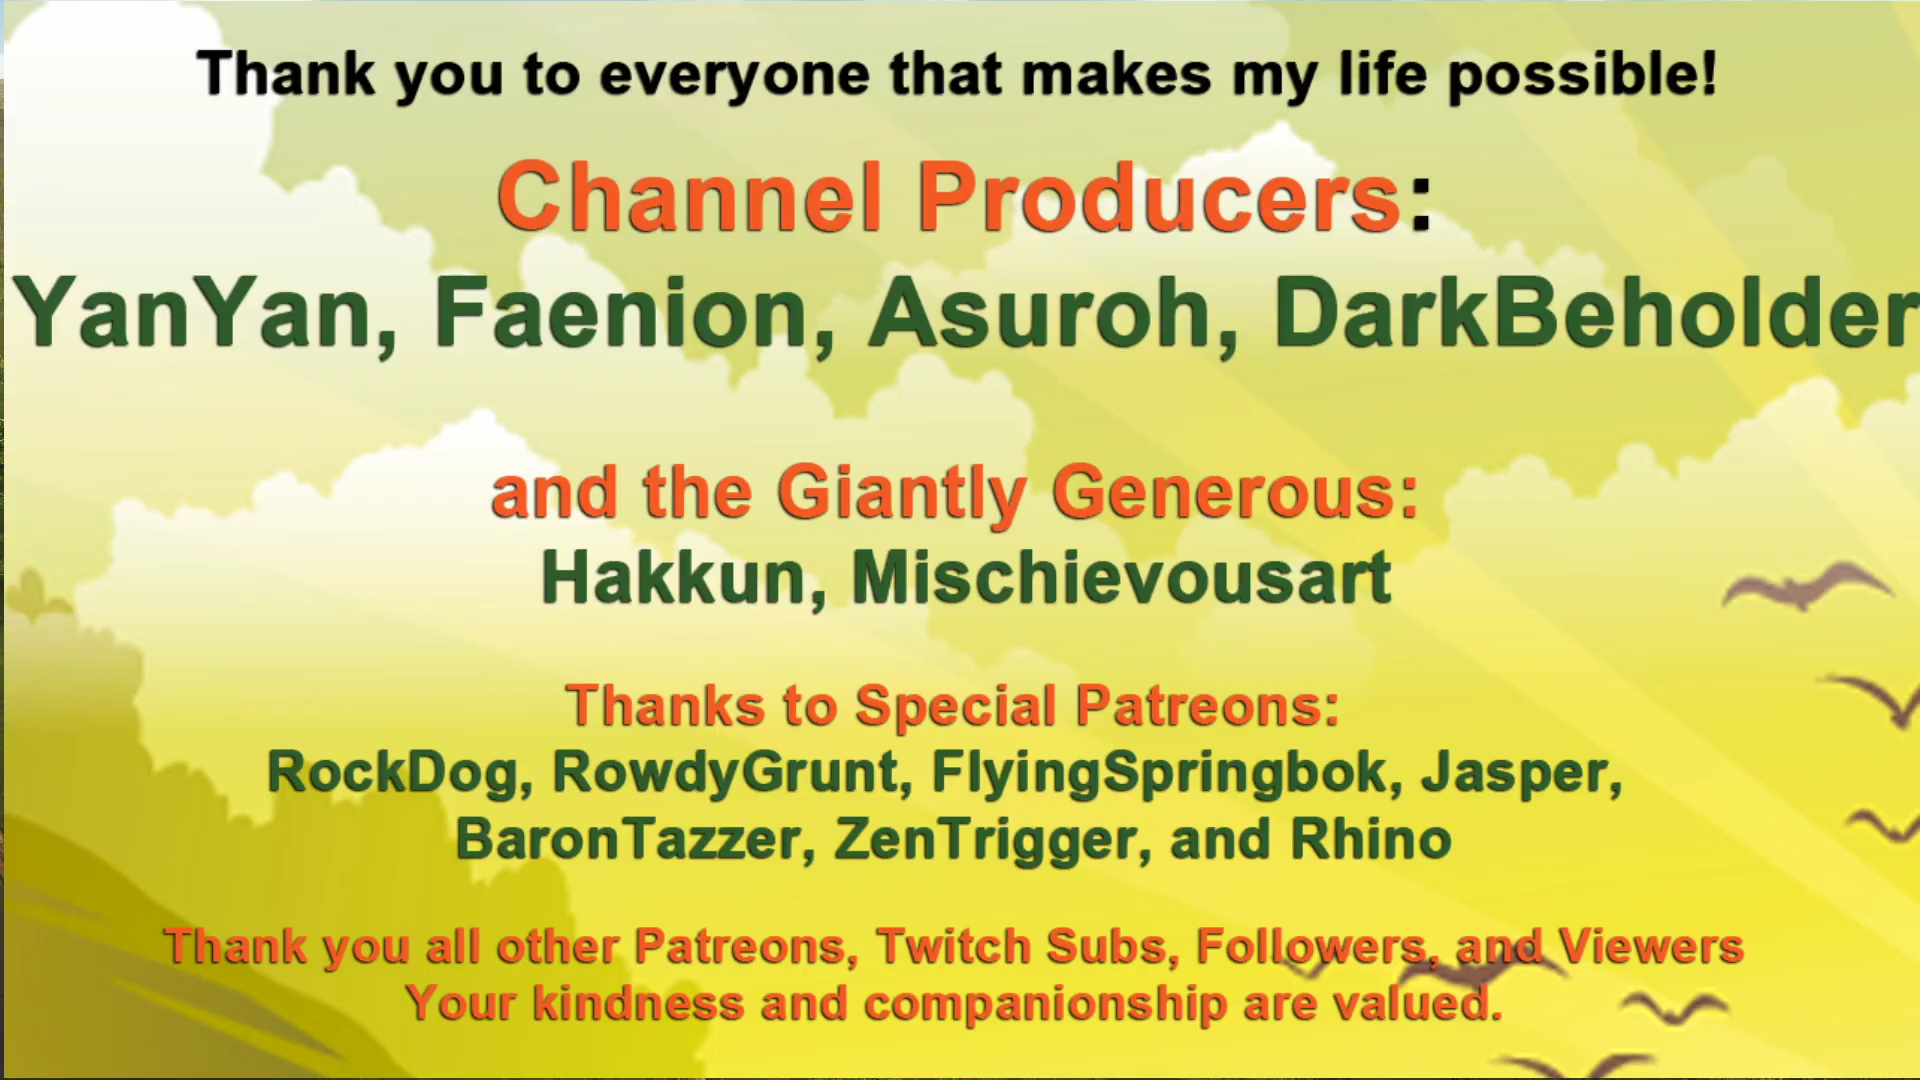 Thank you to everyone that makes my life possible!
Channel Producers:
YanYan, Faenion, Asuroh, DarkBeholder
and the Giantly Generous:
Hakkun, Mischievousart
Thanks to Special Patreons:
RockDog, RowdyGrunt, FlyingSpringbok, Jasper,
BaronTazzer, ZenTrigger, and Rhino
Thank you all other Patreons, Twitch Subs, Followers, and Viewers
Your kindness and companionship are valued.